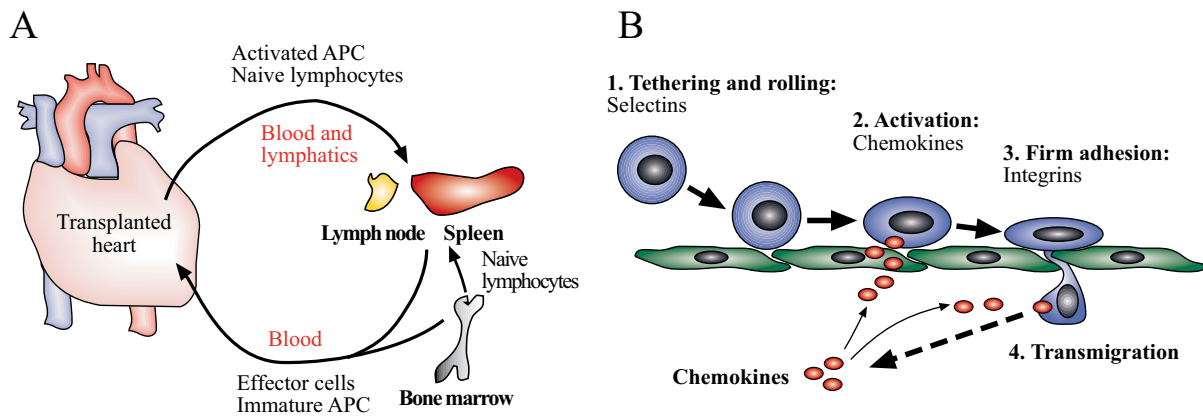 A
Activated APC
Naive lymphocytes
Blood and
lymphatics
Transplanted
heart
Lymph node
Spleen
Naive
lymphocytes
Blood
Effector cells
Immature APC
Bone marrow
B
1. Tethering and rolling:
Selectins
2. Activation:
Chemokines
3. Firm adhesion:
Integrins
4. Transmigration
Chemokines